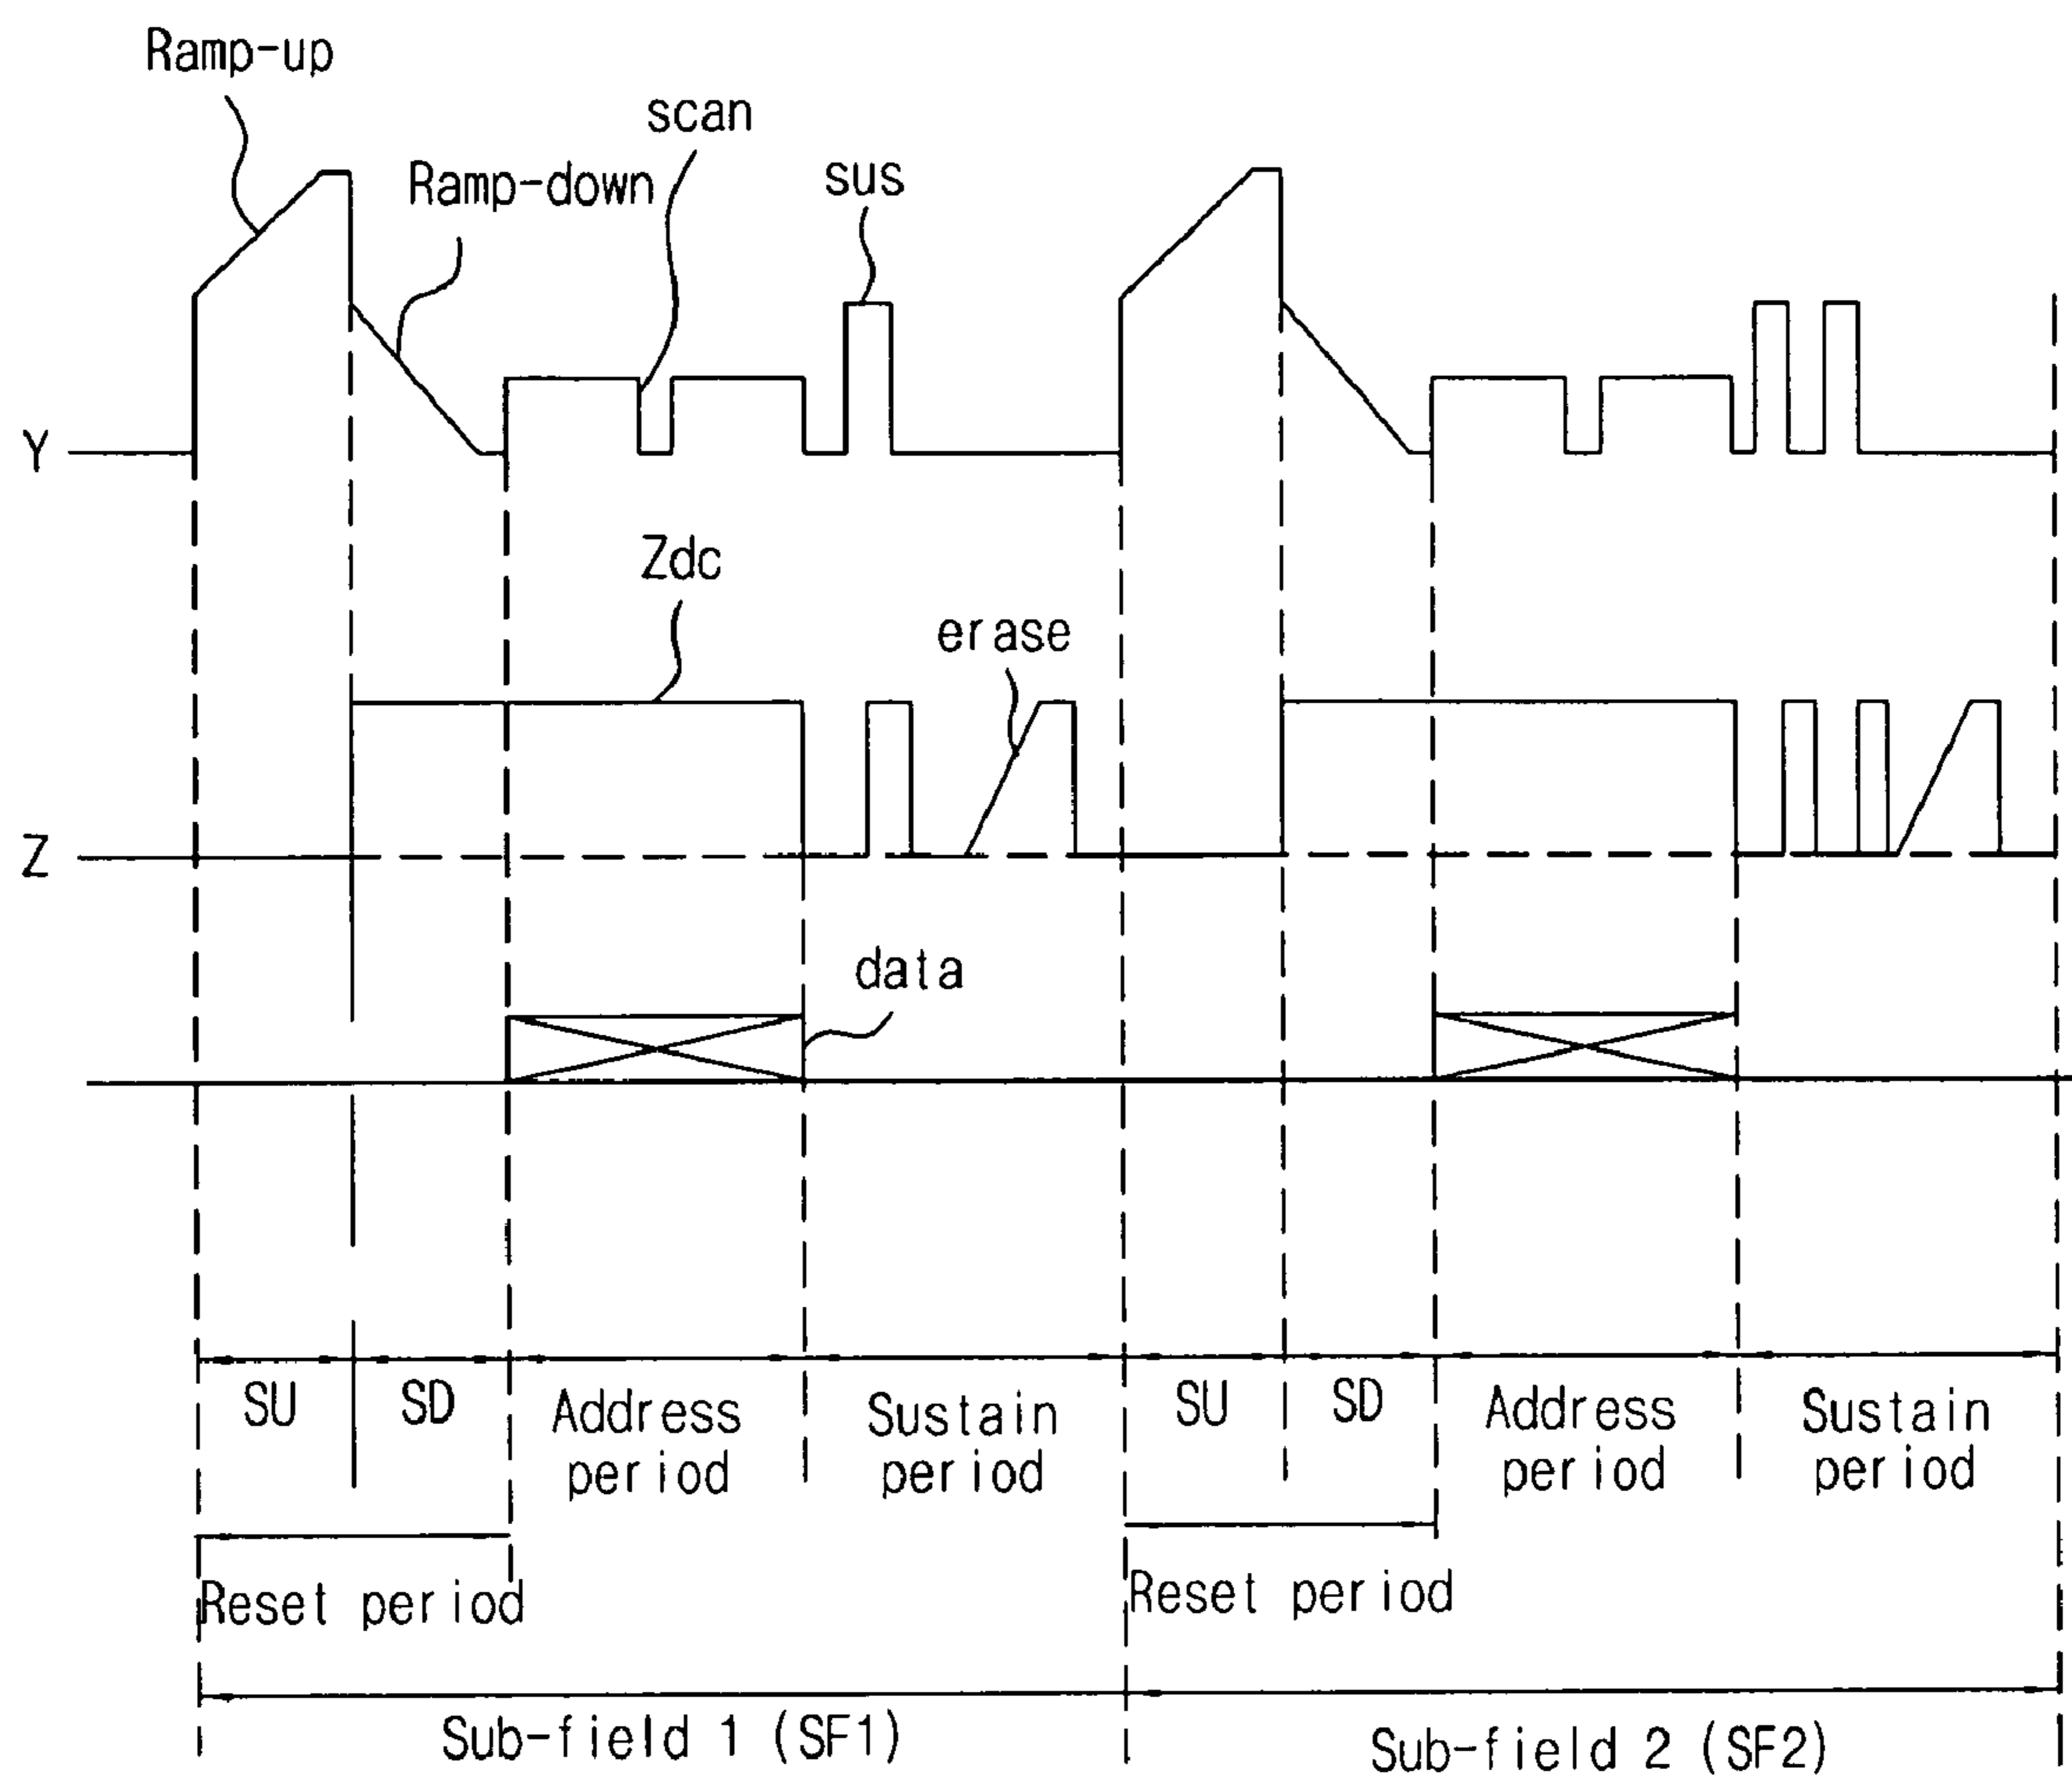 Ramp-up
scan
Ramp-down
sus
Y
Zdc
erase
Z
data
SU
SD
Address
period
Sustain
period
SU
SD
Address
period
Sustain
period
Reset period
Reset period
Sub-field 1 (SF1)
Sub-field 2 (SF2)